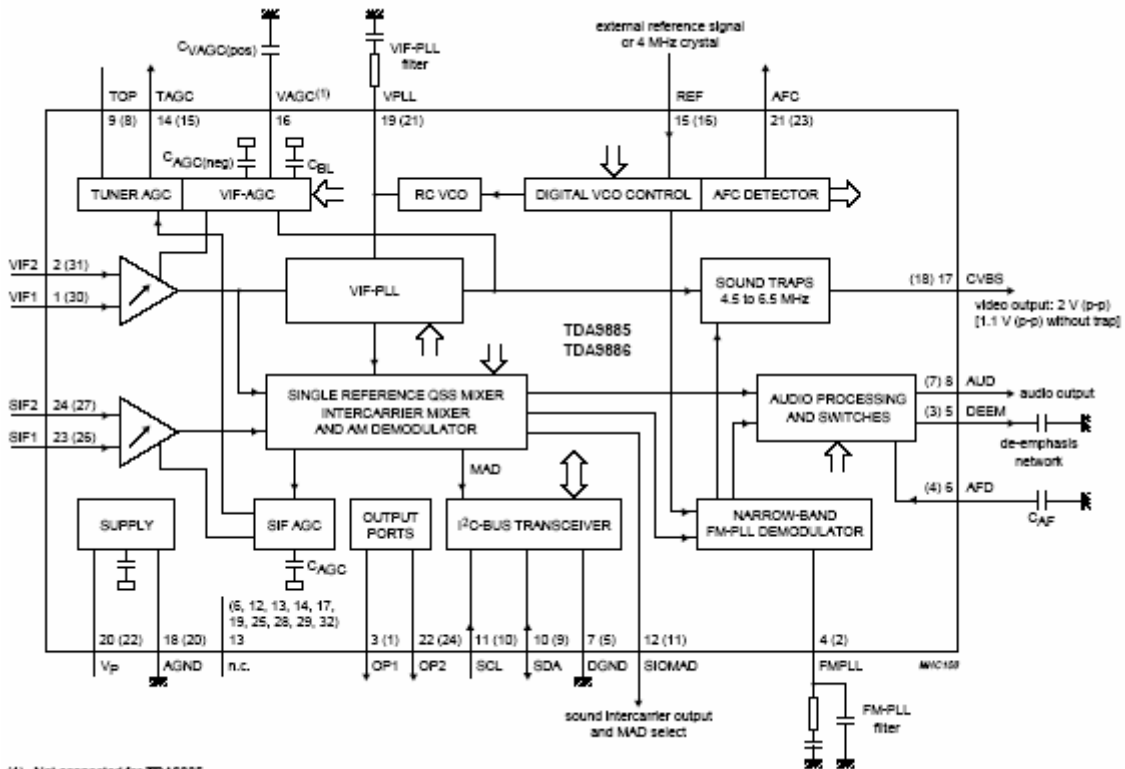 external reference signal
or 4 MHz crystal
CVAGC(pos)
VIF-PLL
filter
TOP
TAGC
VAGC(1)
VPLL
REF
AFC
9 (8)
14 (15)
16
19 (21)
15 (16)
21 (23)
CAGC(neg)
CBL
TUNER AGC
VIF-AGC
RC VCO
DIGITAL VCO CONTROL
AFC DETECTOR
VIF2
2 (31)
VIF1
1 (30)
VIF-PLL
SOUND TRAPS
4.5 to 6.5 MHz
(18) 17
CVBS
video output: 2 V (p-p)
[1.1 V (p-p) without trap]
TDA9885
TDA9886
SINGLE REFERENCE QSS MIXER
INTERCARRIER MIXER
AND AM DEMODULATOR
AUDIO PROCESSING
AND SWITCHES
(7) 8
AUD
audio output
(3) 5
DEEM
de-emphasis
network
(4) 6
AFD
CAF
SIF2
24 (27)
SIF1
23 (26)
MAD
SUPPLY
SIF AGC
OUTPUT
PORTS
I2C-BUS TRANSCEIVER
NARROW-BAND
FM-PLL DEMODULATOR
CAGC
(6, 12, 13, 14, 17,
19, 25, 28, 29, 32)
20 (22)
18 (20)
13
3 (1)
22 (24)
11 (10)
10 (9)
7 (5)
12 (11)
4 (2)
VP
AGND
n.c.
OP1
OP2
SCL
SDA
DGND
SIOMAD
FMPLL
sound intercarrier output
and MAD select
FM-PLL
filter